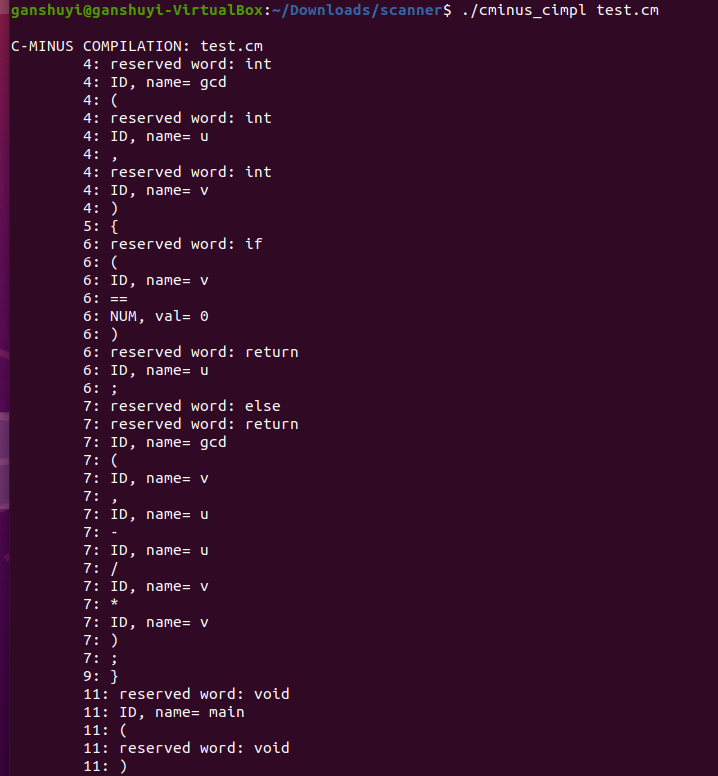 ganshuyi@ganshuyi-VirtualBox:~/Downloads/scanner$ ./cminus_cimpl test.cm
C-MINUS COMPILATION: test.cm
4: reserved word: int
4: ID, name= gcd
4: (
4: reserved word: int
4: ID, name= u
4: ,
4: reserved word: int
4: ID, name= v
4: )
5: {
6: reserved word: if
6: (
6: ID, name= v
6: ==
6: NUM, val= 0
6: )
6: reserved word: return
6: ID, name= u
6: ;
7: reserved word: else
7: reserved word: return
7: ID, name= gcd
7: (
7: ID, name= v
7: ,
7: ID, name= u
7: -
7: ID, name= u
7: /
7: ID, name= v
7: *
7: ID, name= v
7: )
7: ;
9: }
11: reserved word: void
11: ID, name= main
11: (
11: reserved word: void
11: )